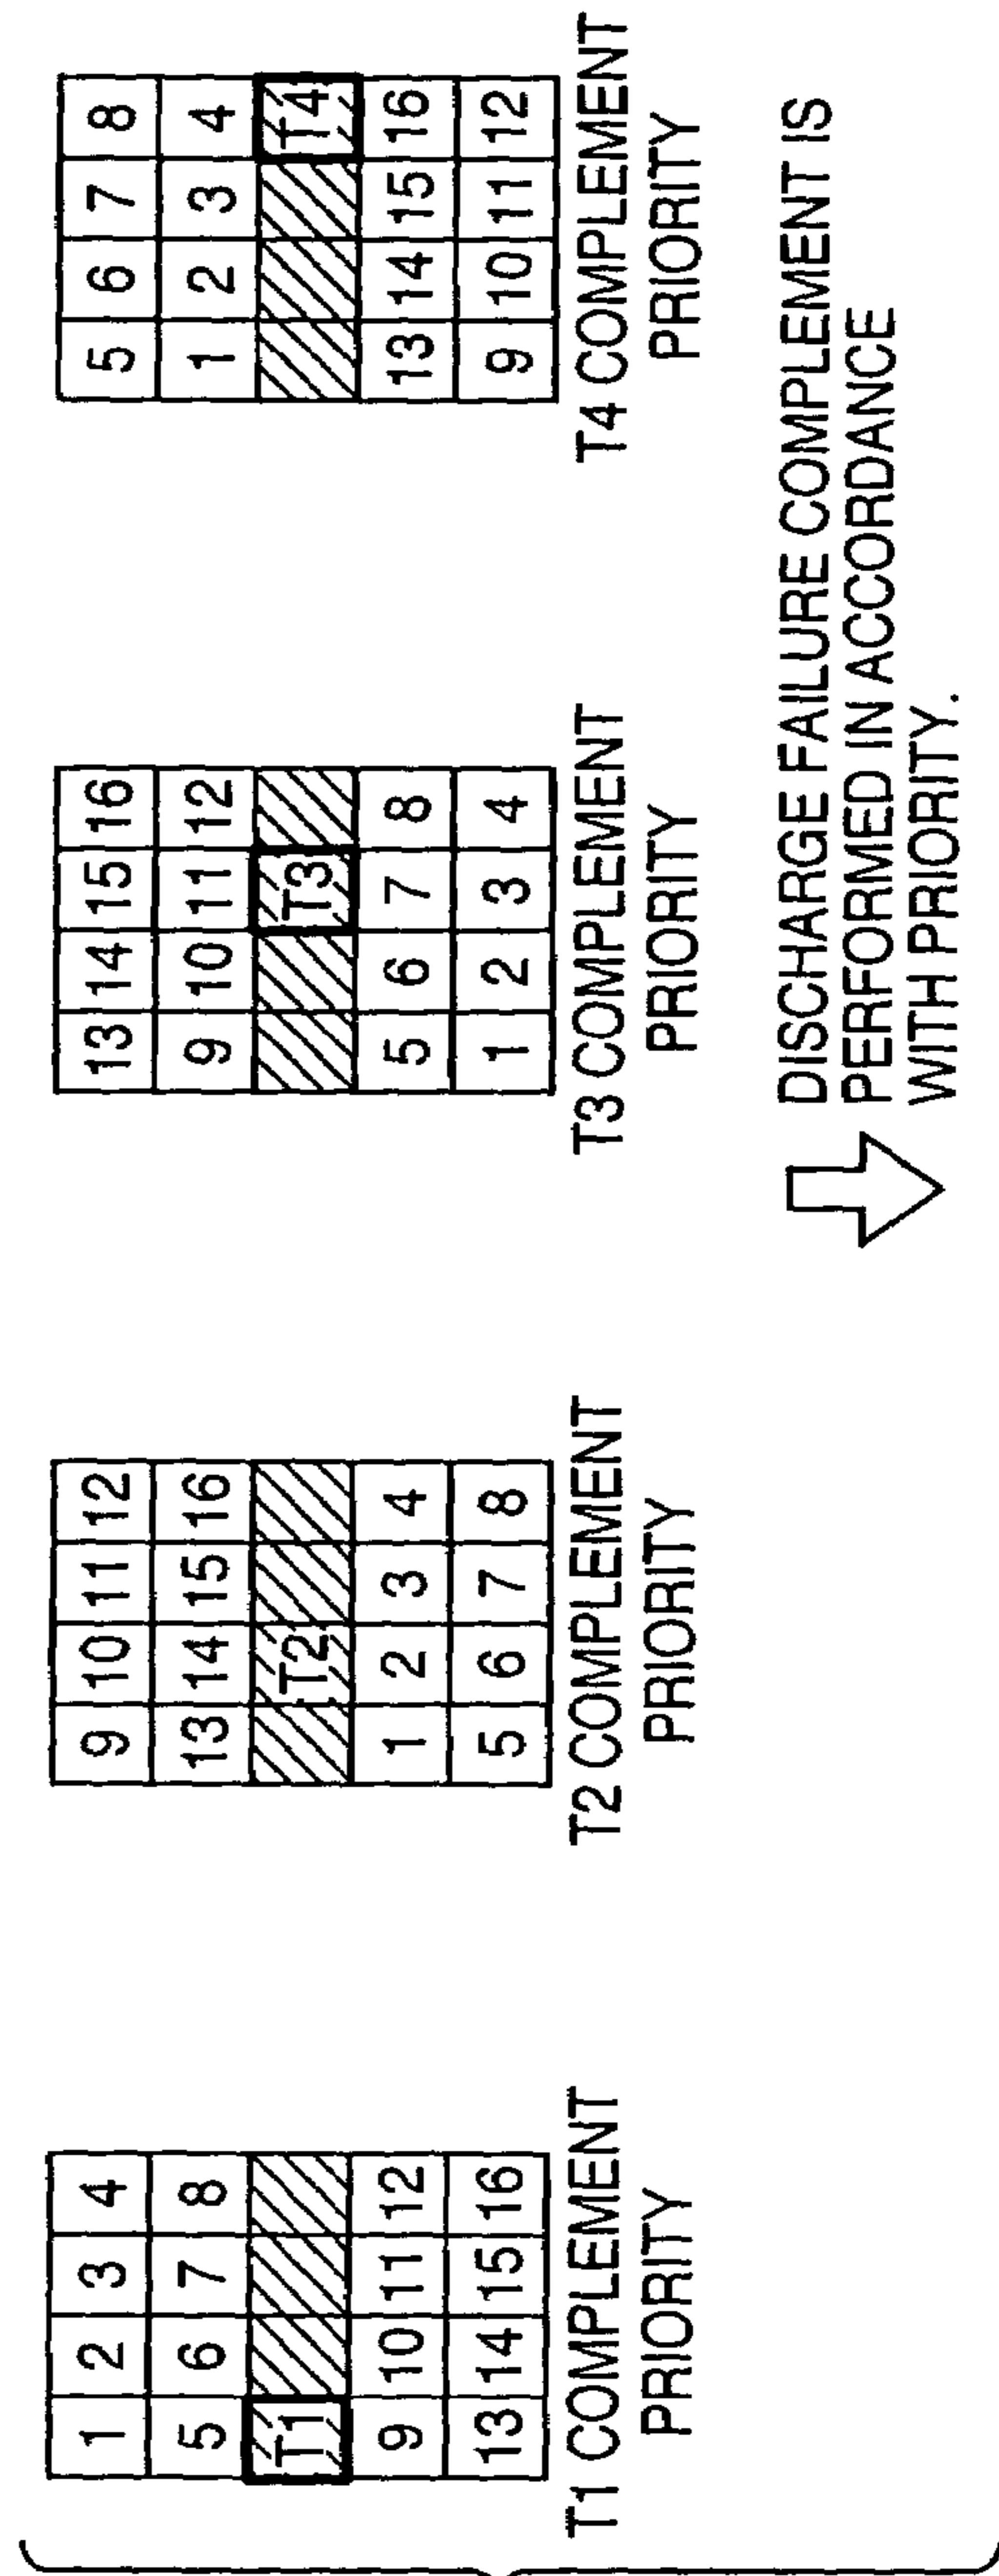 1 2 3 4
5 6 7 8
T1
9 10 11 12
13 14 15 16
T1 COMPLEMENT
PRIORITY
9 10 11 12
13 14 15 16
T2
1 2 3 4
5 6 7 8
T2 COMPLEMENT
PRIORITY
13 14 15 16
9 10 11 12
T3
5 6 7 8
1 2 3 4
T3 COMPLEMENT
PRIORITY
5 6 7 8
1 2 3 4
T4
13 14 15 16
9 10 11 12
T4 COMPLEMENT
PRIORITY
DISCHARGE FAILURE COMPLEMENT IS
PERFORMED IN ACCORDANCE
WITH PRIORITY.